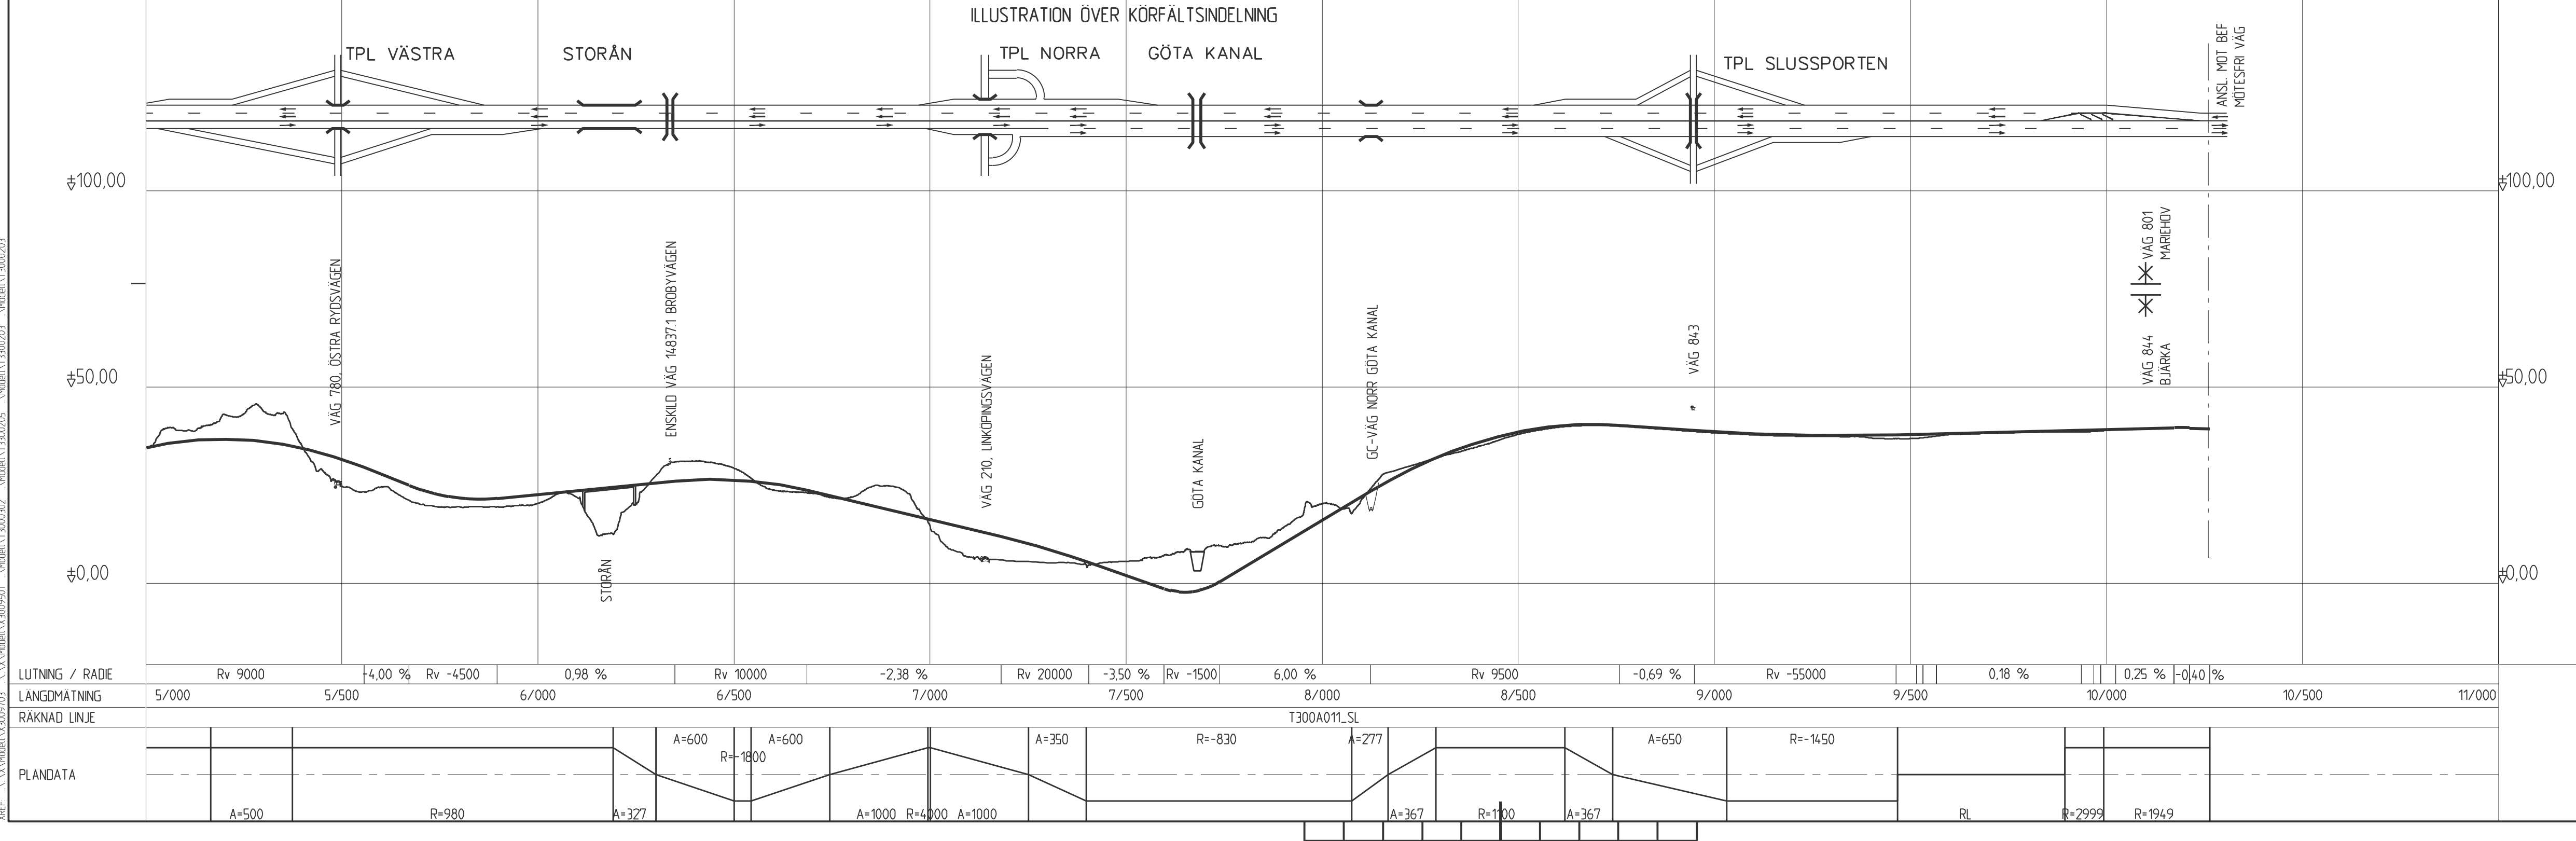 ILLUSTRATION ÖVER KÖRFÄLTSINDELNING
TPL VÄSTRA
STORÅN
TPL NORRA
GÖTA KANAL
TPL SLUSSPORTEN
ANSL. MOT BEF
MÖTESFRI VÄG
±100,00
±100,00
VÄG 780, ÖSTRA RYDSVÄGEN
ENSKILD VÄG 14837.1 BROBYVÄGEN
VÄG 210, LINKÖPINGSVÄGEN
GÖTA KANAL
GC-VÄG NORR GÖTA KANAL
VÄG 843
VÄG 801
MARIEHOV
VÄG 844
BJÄRKA
±50,00
±50,00
STORÅN
±0,00
±0,00
LUTNING / RADIE
Rv 9000
-4,00 %
Rv -4500
0,98 %
Rv 10000
-2,38 %
Rv 20000
-3,50 %
Rv -1500
6,00 %
Rv 9500
-0,69 %
Rv -55000
0,18 %
0,25 %
-0,40 %
LÄNGDMÄTNING
5/000
5/500
6/000
6/500
7/000
7/500
8/000
8/500
9/000
9/500
10/000
10/500
11/000
RÄKNAD LINJE
T300A011_SL
PLANDATA
A=600
R=-1800
A=600
A=350
R=-830
A=277
A=650
R=-1450
A=500
R=980
A=327
A=1000
R=4000
A=1000
A=367
R=1100
A=367
RL
R=2999
R=1949